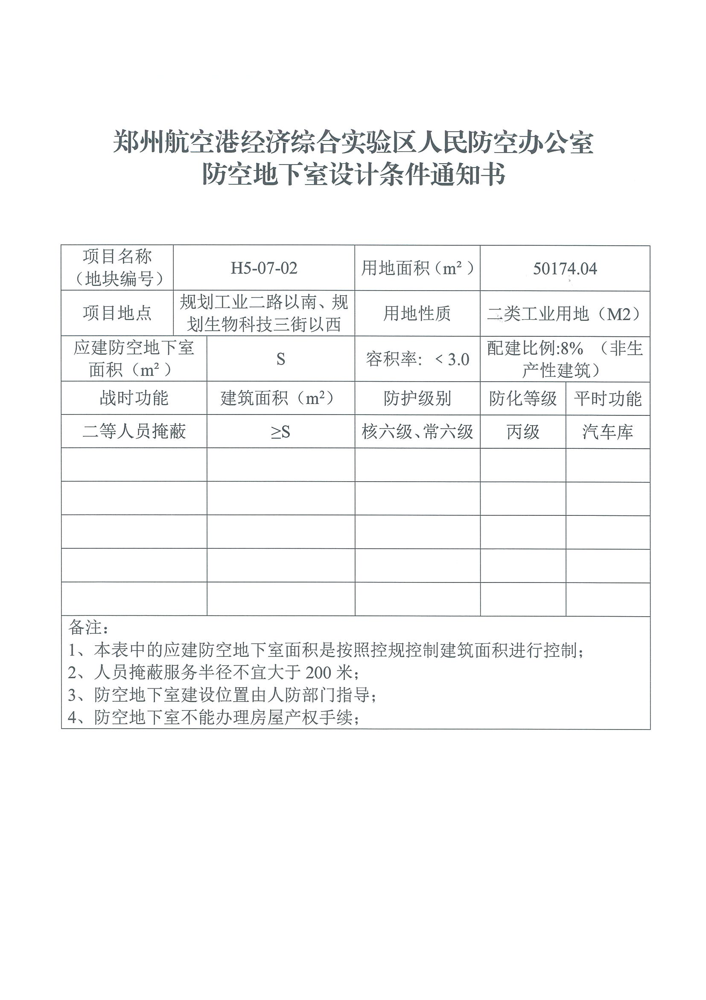 郑州航空港经济综合实验区人民防空办公室
防空地下室设计条件通知书
项目名称
（地块编号）
H5-07-02
用地面积（m²）
50174.04
项目地点
规划工业二路以南、规
划生物科技三街以西
用地性质
二类工业用地（M2）
应建防空地下室
面积（m²）
S
容积率：＜3.0
配建比例:8% （非生
产性建筑）
战时功能
建筑面积（m²）
防护级别
防化等级
平时功能
二等人员掩蔽
≥S
核六级、常六级
丙级
汽车库
备注：
1、本表中的应建防空地下室面积是按照控规控制建筑面积进行控制；
2、人员掩蔽服务半径不宜大于 200 米；
3、防空地下室建设位置由人防部门指导；
4、防空地下室不能办理房屋产权手续；